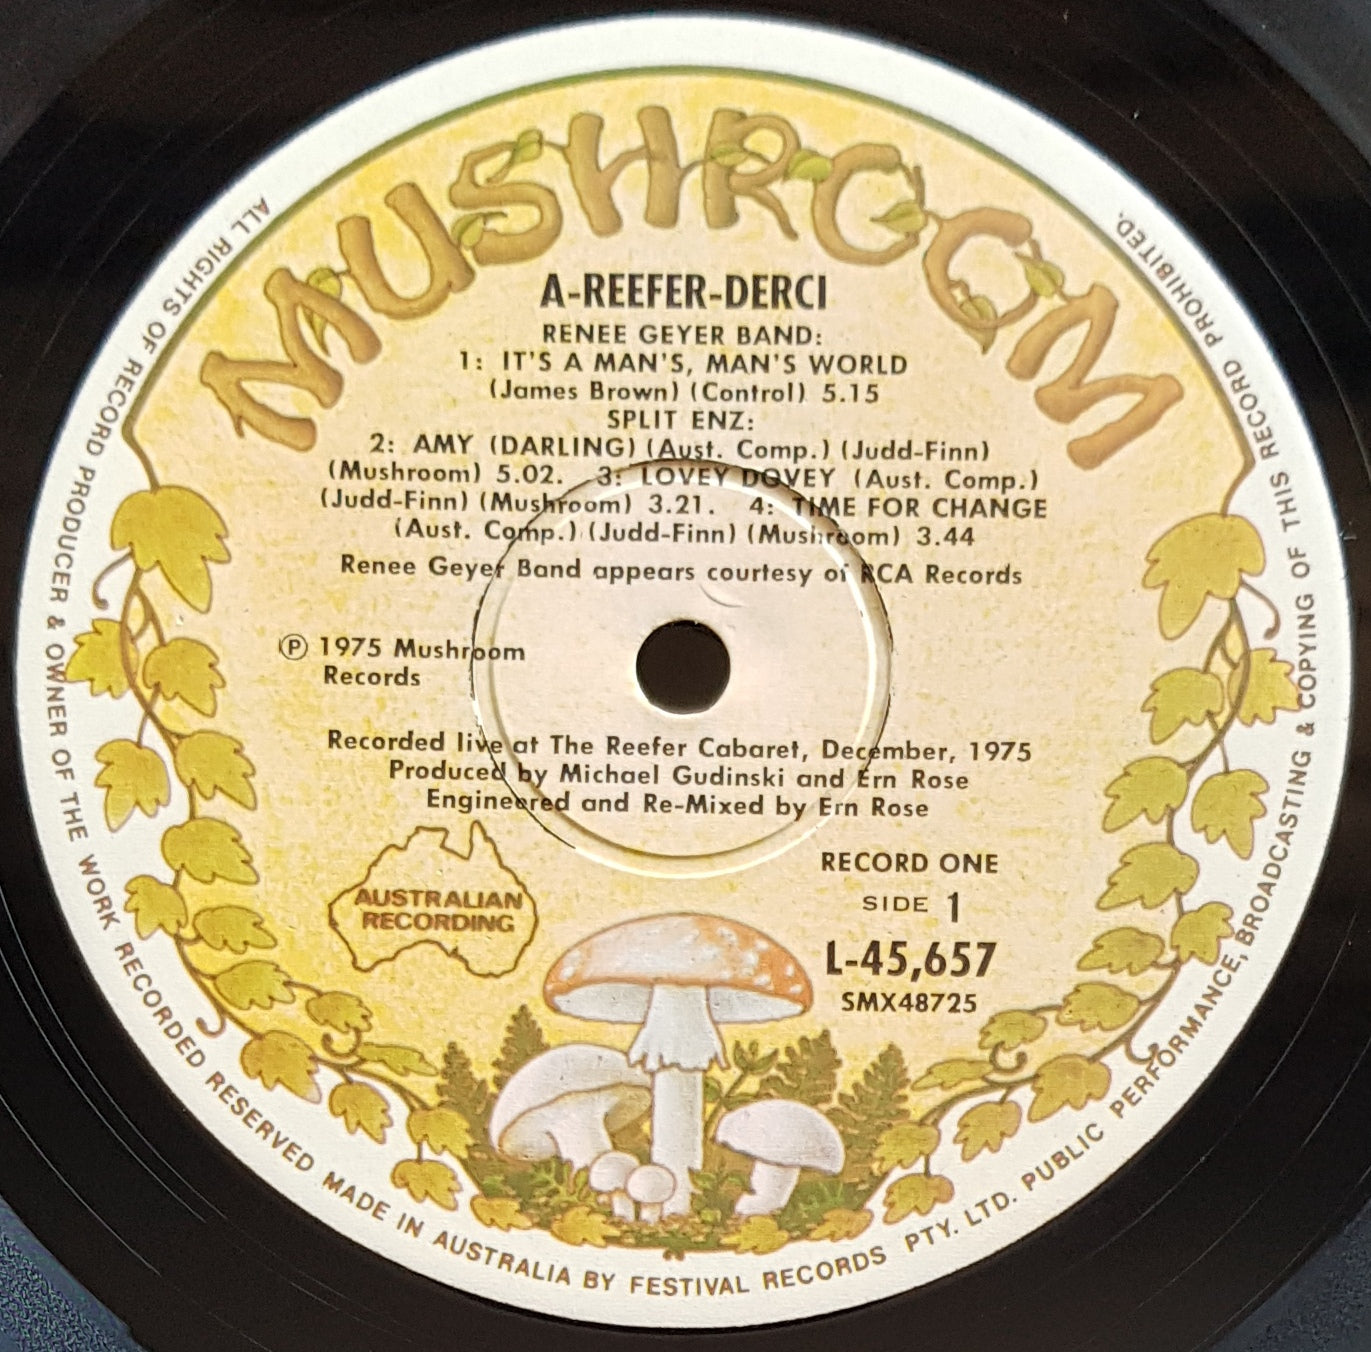 MUSHROOM
A-REEFER-DERCI
RENEE GEYER BAND:
1: IT'S A MAN'S, MAN'S WORLD
(James Brown) (Control) 5.15
SPLIT ENZ:
2: AMY (DARLING) (Aust. Comp.) (Judd-Finn)
(Mushroom) 5.02. 3: LOVEY DOVEY (Aust. Comp.)
(Judd-Finn) (Mushroom) 3.21. 4: TIME FOR CHANGE
(Aust. Comp.) (Judd-Finn) (Mushroom) 3.44
Renee Geyer Band appears courtesy of RCA Records
Ⓟ 1975 Mushroom
Records
Recorded live at The Reefer Cabaret, December, 1975
Produced by Michael Gudinski and Ern Rose
Engineered and Re-Mixed by Ern Rose
AUSTRALIAN
RECORDING
RECORD ONE
SIDE 1
L-45,657
SMX48725
ALL RIGHTS OF RECORD PRODUCER & OWNER OF THE WORK RECORDED RESERVED MADE IN AUSTRALIA BY FESTIVAL RECORDS PTY. LTD. PUBLIC PERFORMANCE, BROADCASTING & COPYING OF THIS RECORD PROHIBITED.